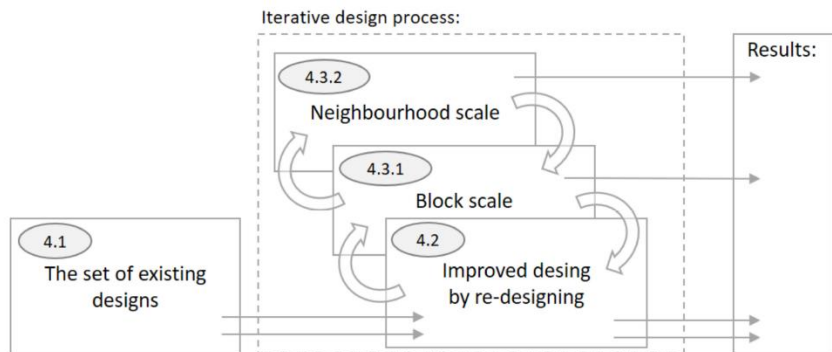 Iterative design process:
Results:
4.3.2
Neighbourhood scale
4.3.1
Block scale
4.1
The set of existing
designs
4.2
Improved desing
by re-designing